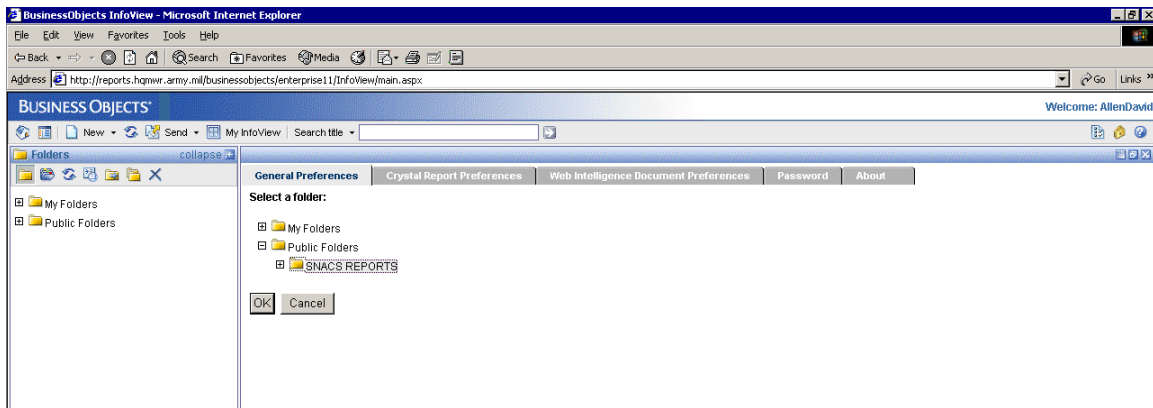 BusinessObjects InfoView - Microsoft Internet Explorer
File Edit View Favorites Tools Help
Back Search Favorites Media
Address http://reports.hqmwr.army.mil/businessobjects/enterprise11/InfoView/main.aspx Go Links »
BUSINESS OBJECTS Welcome: AllenDavid
New Send My InfoView Search title
Folders collapse
General Preferences Crystal Report Preferences Web Intelligence Document Preferences Password About
Select a folder:
My Folders
Public Folders
My Folders
Public Folders
SNACS REPORTS
OK Cancel